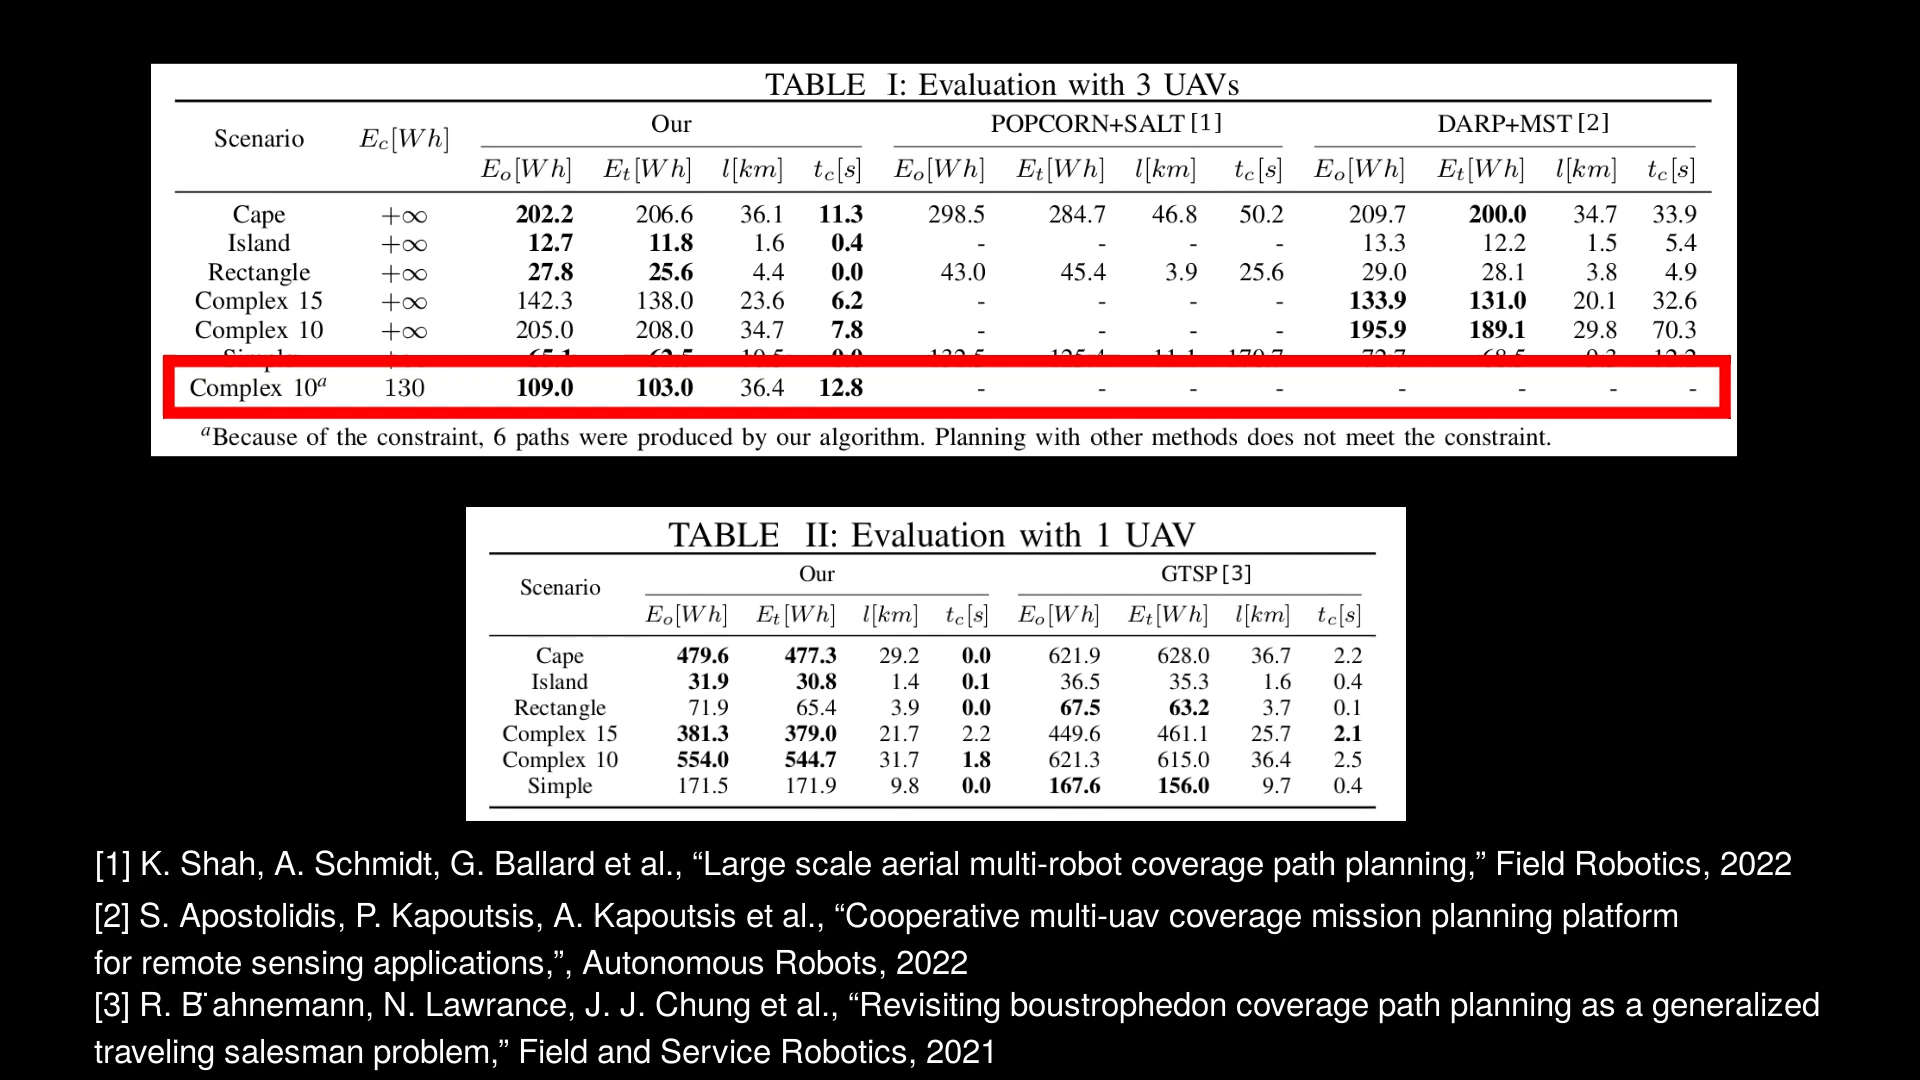 TABLE I: Evaluation with 3 UAVs
Scenario E_c[Wh] Our POPCORN+SALT [1] DARP+MST [2]
E_o[Wh] E_t[Wh] l[km] t_c[s] E_o[Wh] E_t[Wh] l[km] t_c[s] E_o[Wh] E_t[Wh] l[km] t_c[s]
Cape +∞ 202.2 206.6 36.1 11.3 298.5 284.7 46.8 50.2 209.7 200.0 34.7 33.9
Island +∞ 12.7 11.8 1.6 0.4 - - - - 13.3 12.2 1.5 5.4
Rectangle +∞ 27.8 25.6 4.4 0.0 43.0 45.4 3.9 25.6 29.0 28.1 3.8 4.9
Complex 15 +∞ 142.3 138.0 23.6 6.2 - - - - 133.9 131.0 20.1 32.6
Complex 10 +∞ 205.0 208.0 34.7 7.8 - - - - 195.9 189.1 29.8 70.3
Simple
Complex 10ᵃ 130 109.0 103.0 36.4 12.8 - - - - - - - -
ᵃBecause of the constraint, 6 paths were produced by our algorithm. Planning with other methods does not meet the constraint.
TABLE II: Evaluation with 1 UAV
Scenario Our GTSP [3]
E_o[Wh] E_t[Wh] l[km] t_c[s] E_o[Wh] E_t[Wh] l[km] t_c[s]
Cape 479.6 477.3 29.2 0.0 621.9 628.0 36.7 2.2
Island 31.9 30.8 1.4 0.1 36.5 35.3 1.6 0.4
Rectangle 71.9 65.4 3.9 0.0 67.5 63.2 3.7 0.1
Complex 15 381.3 379.0 21.7 2.2 449.6 461.1 25.7 2.1
Complex 10 554.0 544.7 31.7 1.8 621.3 615.0 36.4 2.5
Simple 171.5 171.9 9.8 0.0 167.6 156.0 9.7 0.4
[1] K. Shah, A. Schmidt, G. Ballard et al., “Large scale aerial multi-robot coverage path planning,” Field Robotics, 2022
[2] S. Apostolidis, P. Kapoutsis, A. Kapoutsis et al., “Cooperative multi-uav coverage mission planning platform
for remote sensing applications,”, Autonomous Robots, 2022
[3] R. B¨ahnemann, N. Lawrance, J. J. Chung et al., “Revisiting boustrophedon coverage path planning as a generalized
traveling salesman problem,” Field and Service Robotics, 2021